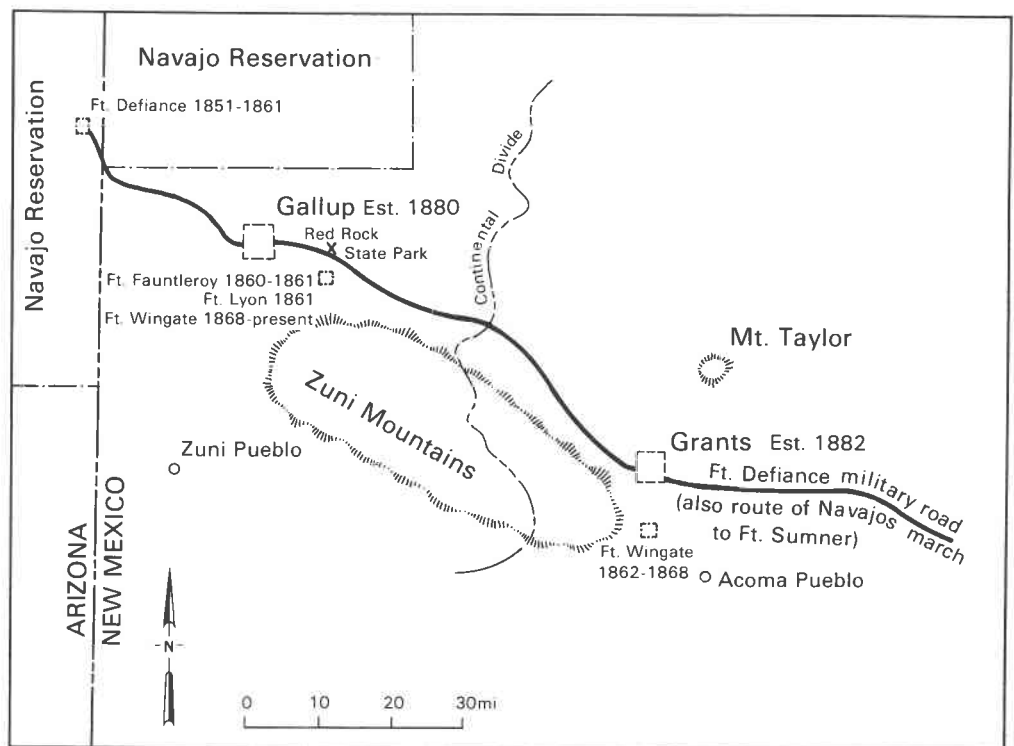 Navajo Reservation
Navajo Reservation
Ft. Defiance 1851-1861
Continental Divide
Gallup Est. 1880
Red Rock
State Park
Ft. Fauntleroy 1860-1861
Ft. Lyon 1861
Ft. Wingate 1868-present
Mt. Taylor
Zuni Mountains
Zuni Pueblo
Grants Est. 1882
Ft. Defiance military road
(also route of Navajos march
to Ft. Sumner)
Ft. Wingate
1862-1868
Acoma Pueblo
ARIZONA
NEW MEXICO
N
0 10 20 30mi